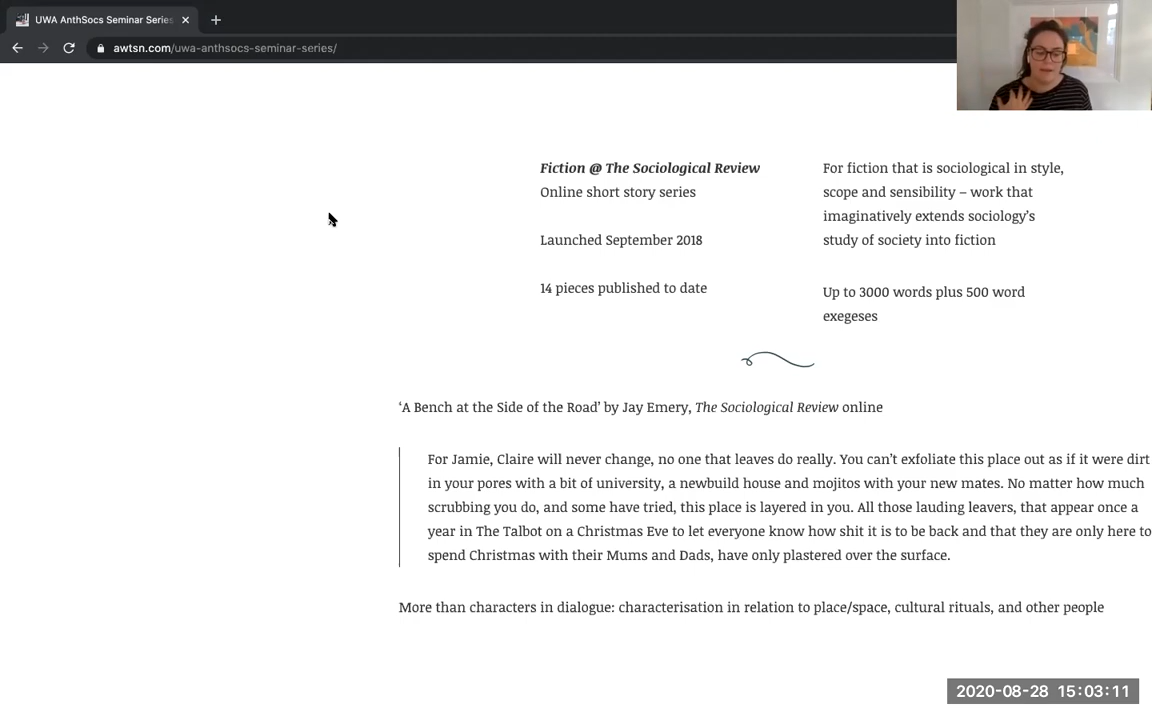 UWA AnthSocs Seminar Series
awtsn.com/uwa-anthsocs-seminar-series/
Fiction @ The Sociological Review
Online short story series
Launched September 2018
14 pieces published to date
For fiction that is sociological in style,
scope and sensibility – work that
imaginatively extends sociology’s
study of society into fiction
Up to 3000 words plus 500 word
exegeses
‘A Bench at the Side of the Road’ by Jay Emery, The Sociological Review online
For Jamie, Claire will never change, no one that leaves do really. You can’t exfoliate this place out as if it were dirt
in your pores with a bit of university, a newbuild house and mojitos with your new mates. No matter how much
scrubbing you do, and some have tried, this place is layered in you. All those lauding leavers, that appear once a
year in The Talbot on a Christmas Eve to let everyone know how shit it is to be back and that they are only here to
spend Christmas with their Mums and Dads, have only plastered over the surface.
More than characters in dialogue: characterisation in relation to place/space, cultural rituals, and other people
2020-08-28 15:03:11